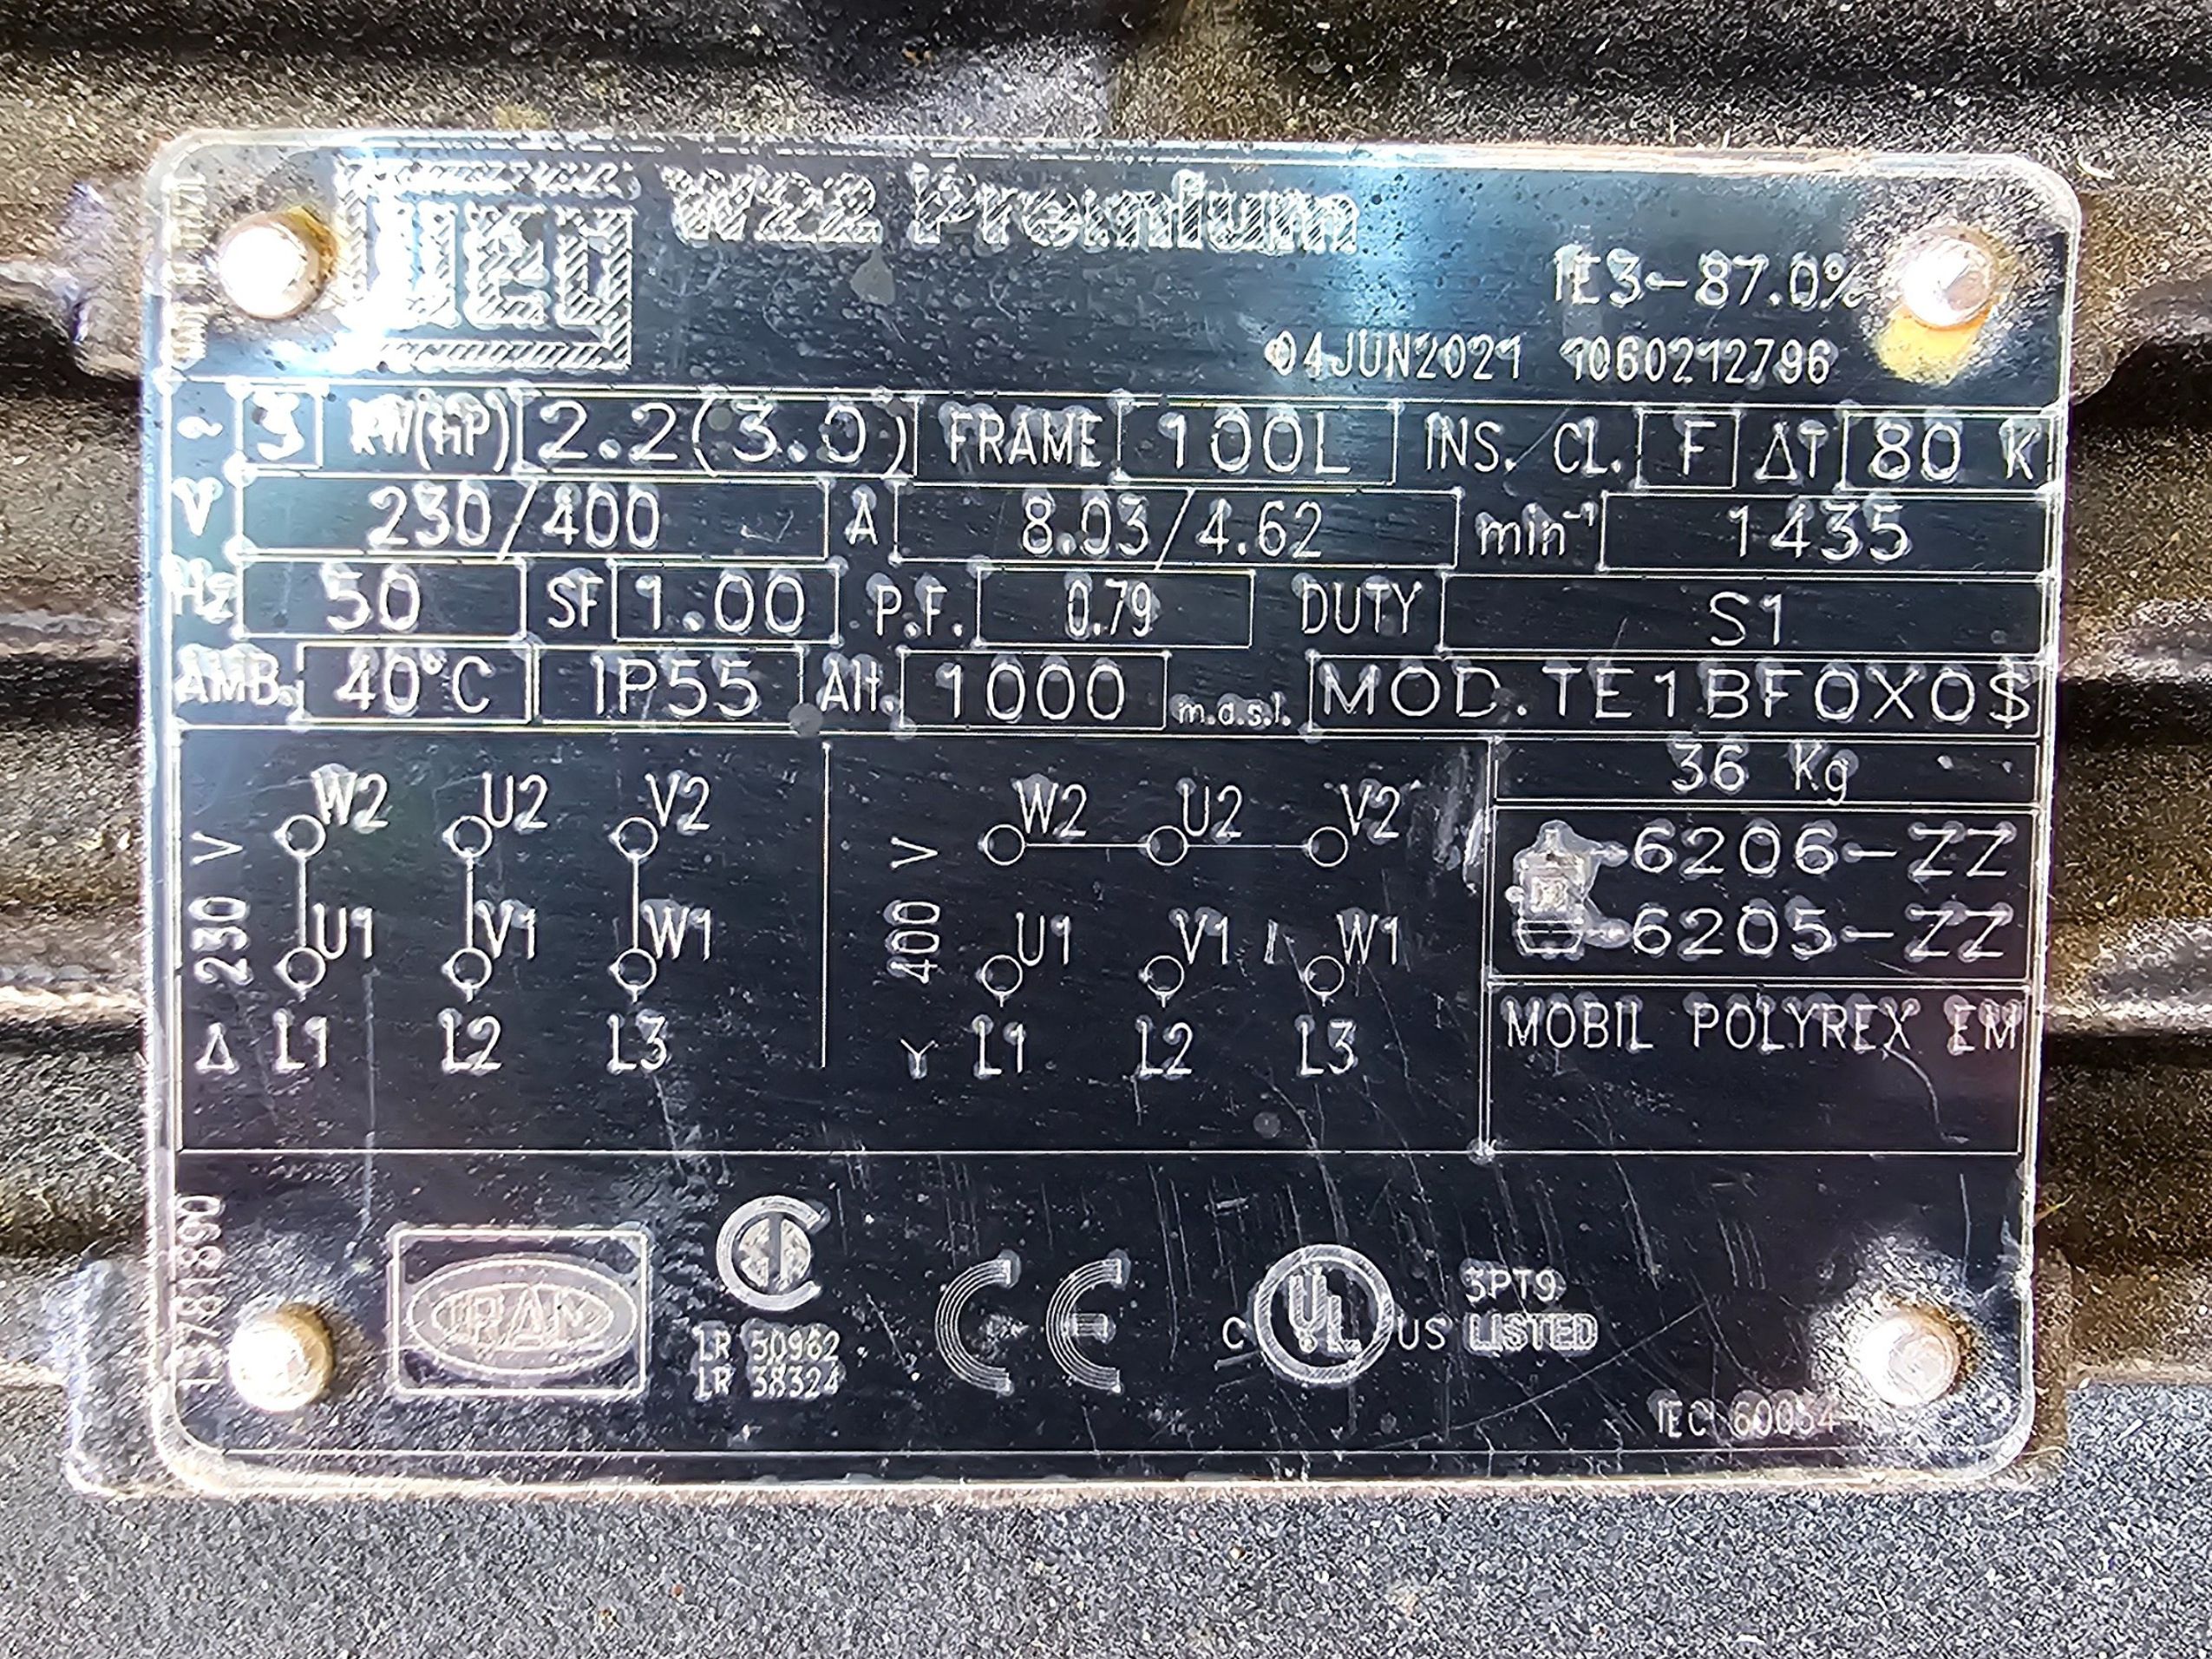 WEG W22 Premium
IE3-87.0%
04JUN2021 1060212796
~ 3 kW(HP) 2.2(3.0) FRAME 100L INS. CL. F ΔT 80 K
V 230/400 A 8.03/4.62 min⁻¹ 1435
Hz 50 SF 1.00 P.F. 0.79 DUTY S1
AMB. 40°C IP55 Alt. 1000 m.a.s.l. MOD.TE1BF0X0$
36 Kg
W2 U2 V2
U1 V1 W1
L1 L2 L3
Δ 230 V
W2 U2 V2
U1 V1 W1
L1 L2 L3
Y 400 V
6206-ZZ
6205-ZZ
MOBIL POLYREX EM
IRAM
LR 50962
LR 38324
CE
C UL US 3PT9
LISTED
IEC 60034